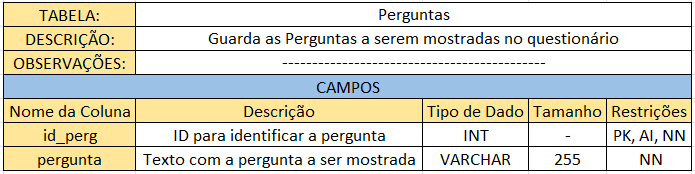 TABELA: Perguntas
DESCRIÇÃO: Guarda as Perguntas a serem mostradas no questionário
OBSERVAÇÕES: --------------------------------------------
CAMPOS
Nome da Coluna Descrição Tipo de Dado Tamanho Restrições
id_perg ID para identificar a pergunta INT - PK, AI, NN
pergunta Texto com a pergunta a ser mostrada VARCHAR 255 NN